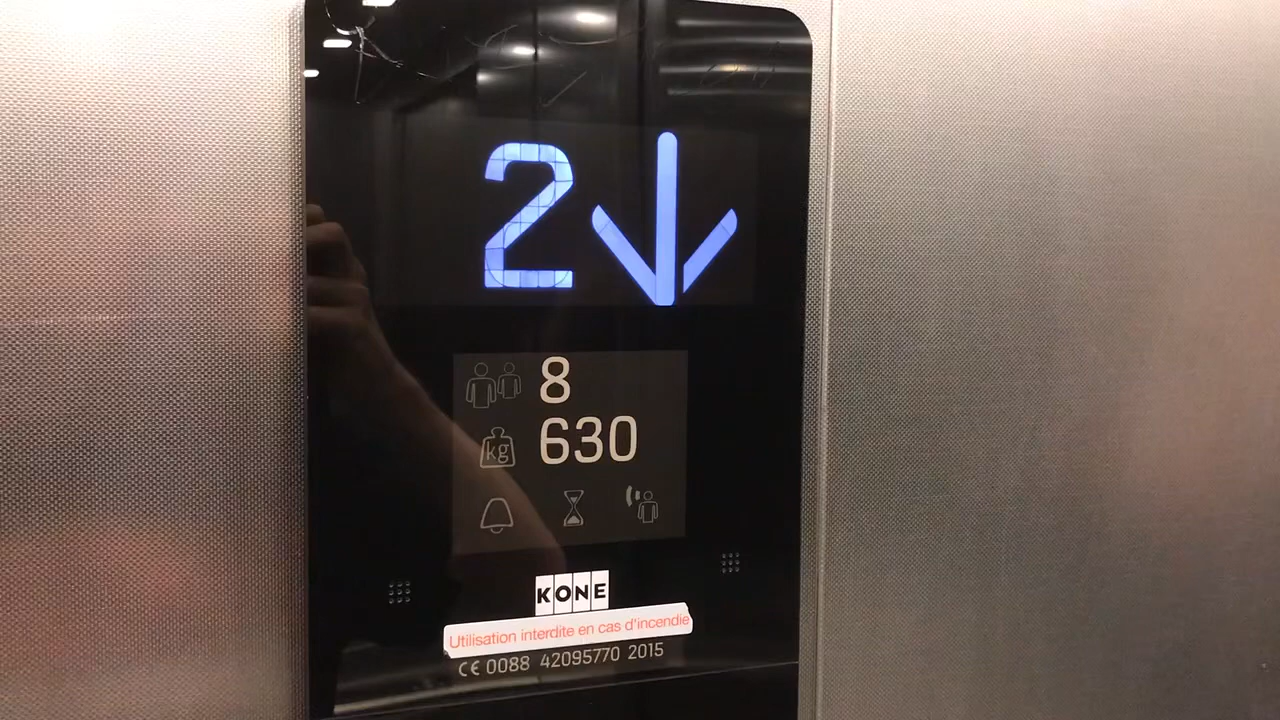 2
8
kg 630
KONE
Utilisation interdite en cas d'incendie
CE 0088 42095770 2015